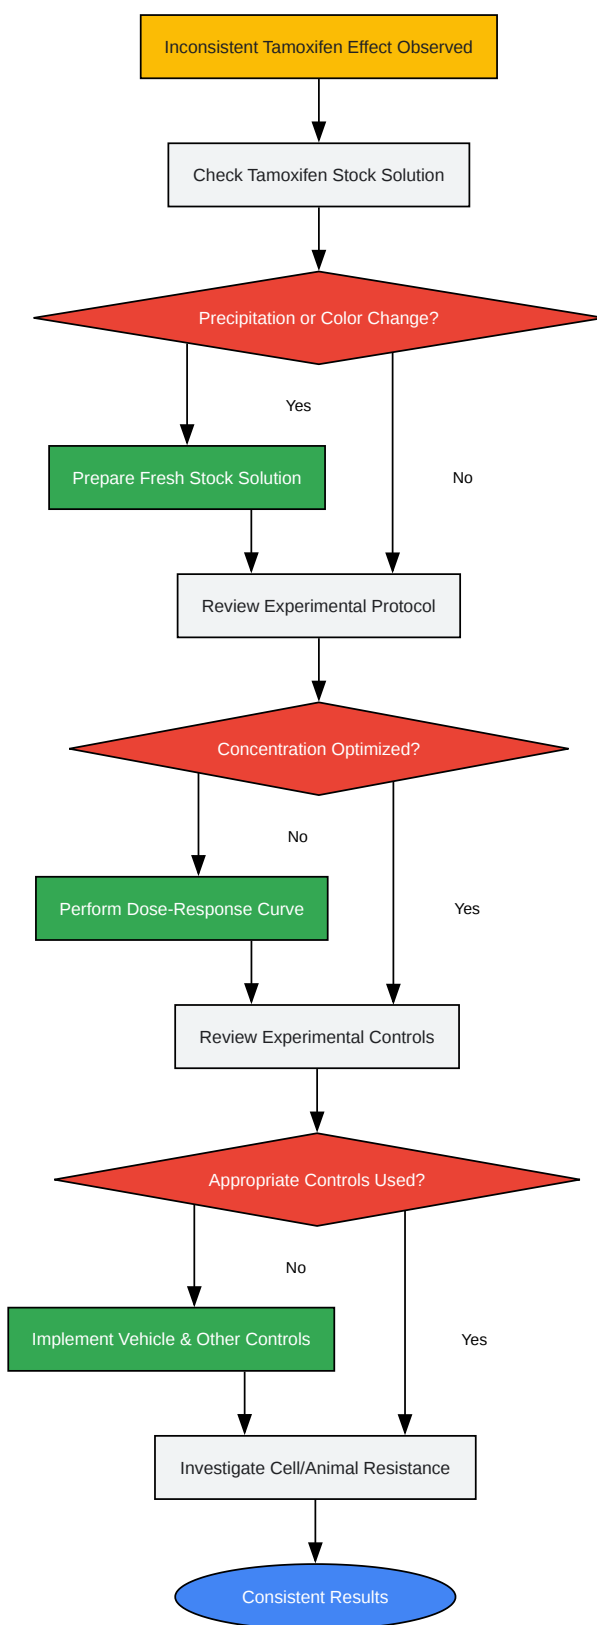 Inconsistent Tamoxifen Effect Observed
Check Tamoxifen Stock Solution
Precipitation or Color Change?
Yes
Prepare Fresh Stock Solution
No
Review Experimental Protocol
Concentration Optimized?
No
Perform Dose-Response Curve
Yes
Review Experimental Controls
Appropriate Controls Used?
No
Implement Vehicle & Other Controls
Yes
Investigate Cell/Animal Resistance
Consistent Results